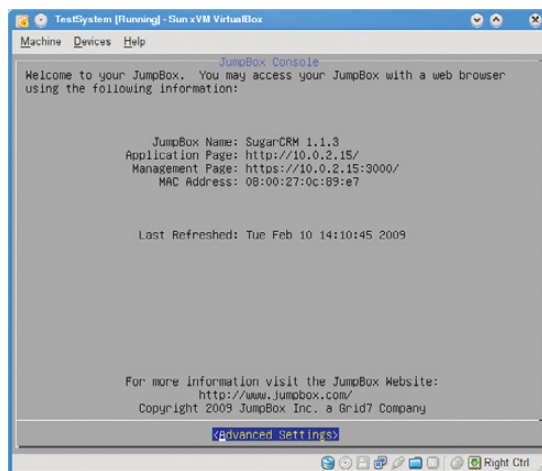 TestSystem [Running] - Sun xVM VirtualBox
Machine Devices Help
JumpBox Console
Welcome to your JumpBox. You may access your JumpBox with a web browser
using the following information:
JumpBox Name: SugarCRM 1.1.3
Application Page: http://10.0.2.15/
Management Page: https://10.0.2.15:3000/
MAC Address: 08:00:27:0c:89:e7
Last Refreshed: Tue Feb 10 14:10:45 2009
For more information visit the JumpBox Website:
http://www.jumpbox.com/
Copyright 2009 JumpBox Inc. a Grid7 Company
<Advanced Settings>
Right Ctrl